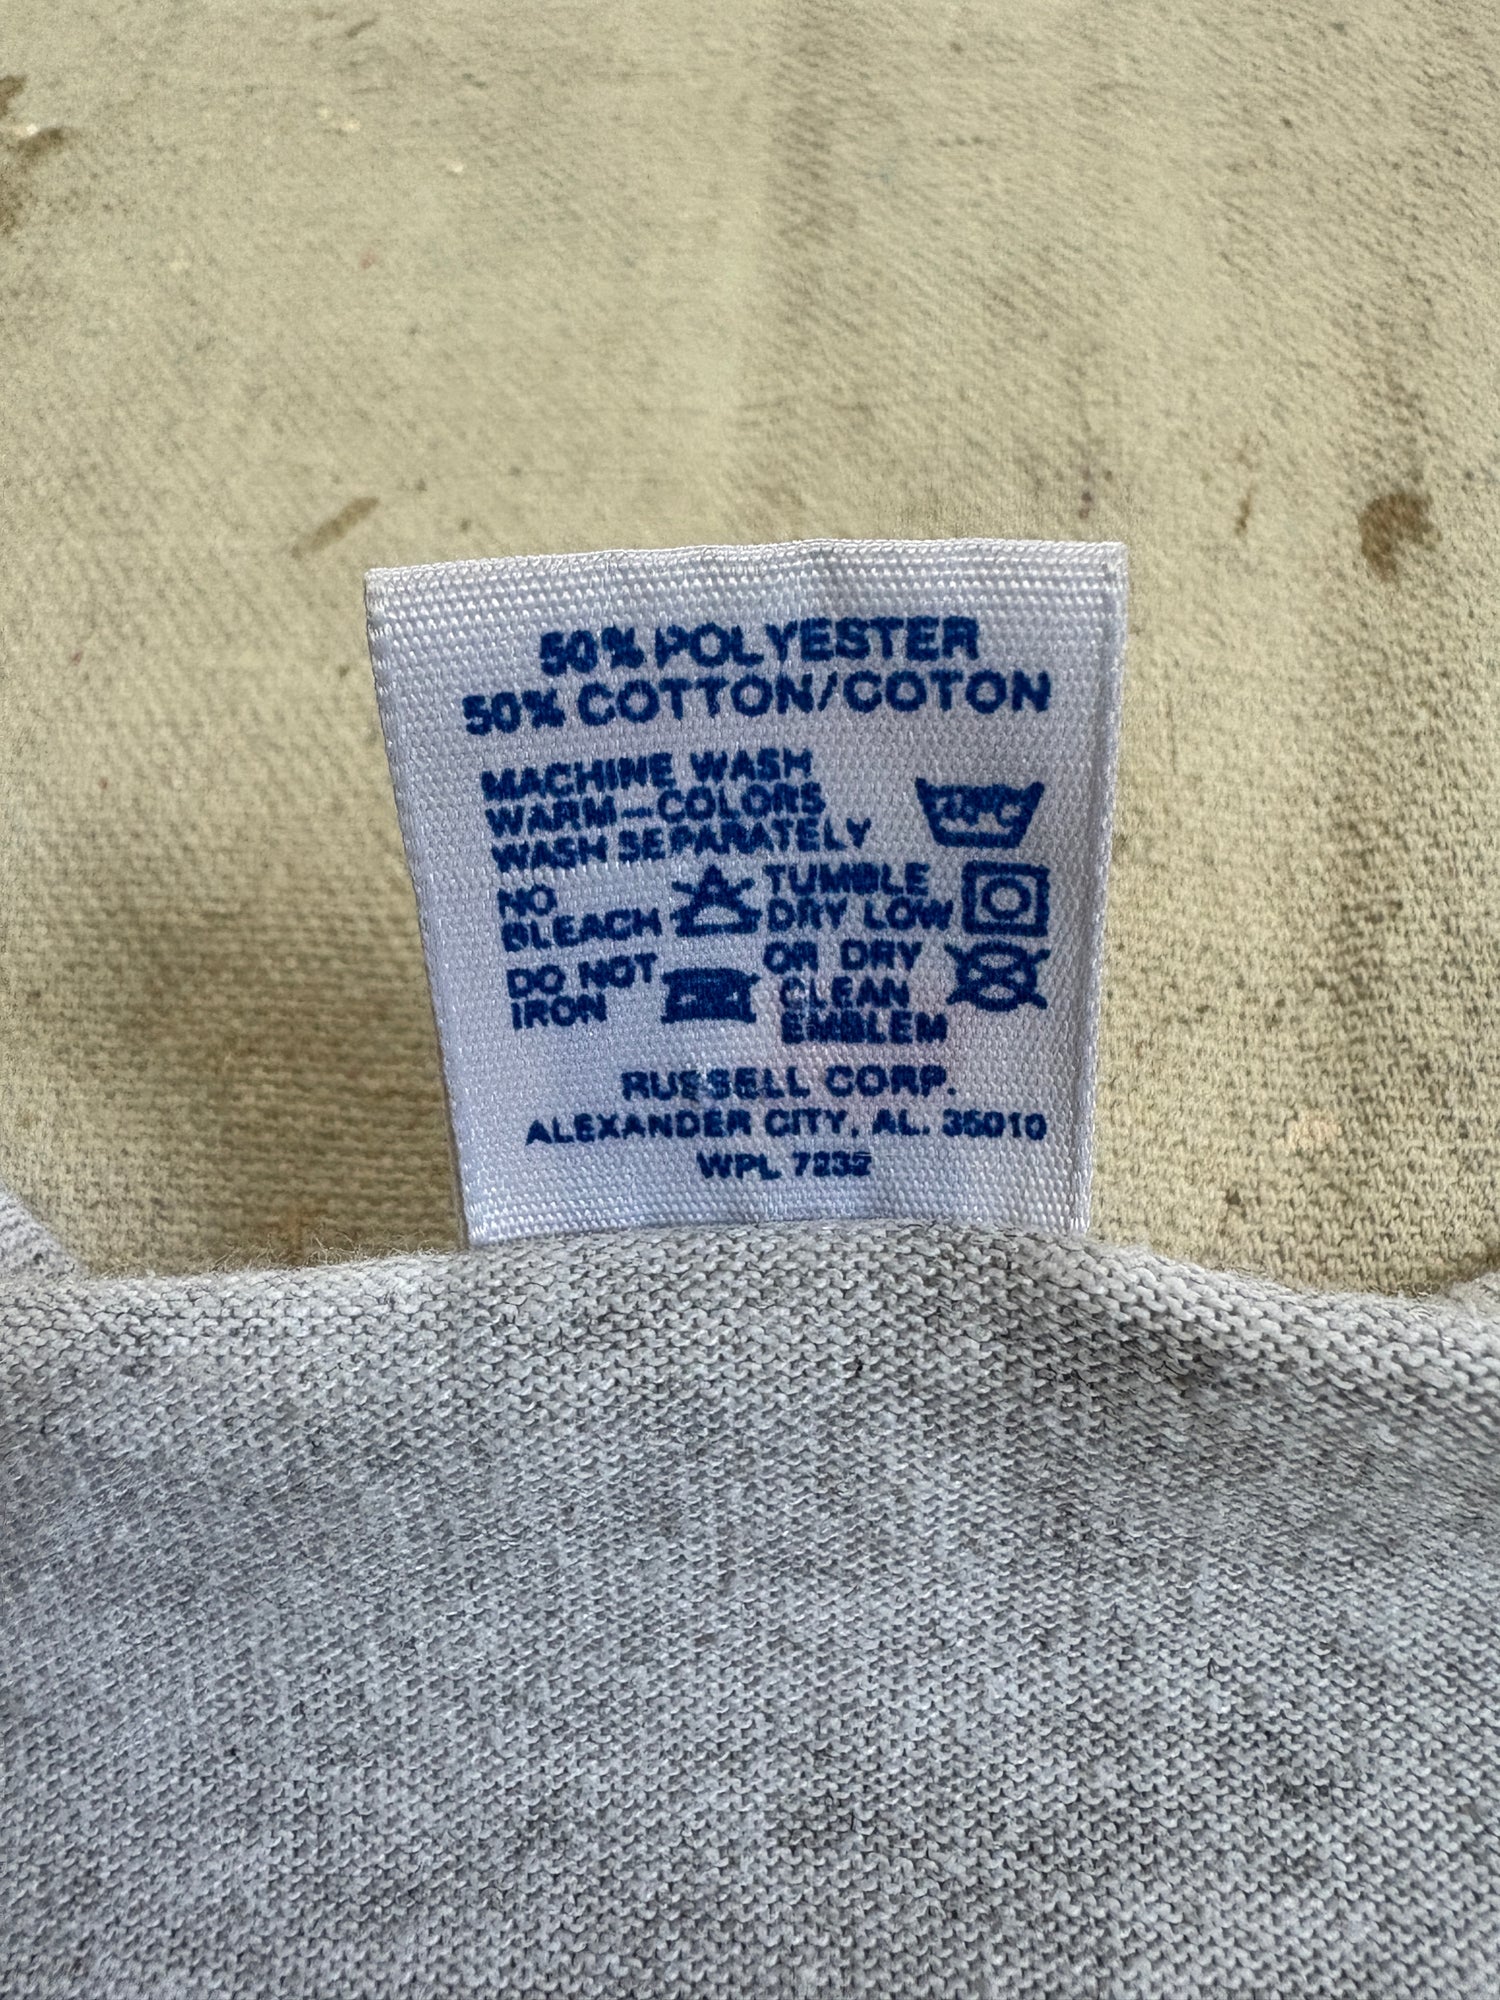 50% POLYESTER
50% COTTON/COTON
MACHINE WASH
WARM-COLORS
WASH SEPARATELY
NO
BLEACH
TUMBLE
DRY LOW
DO NOT
IRON
OR DRY
CLEAN
EMBLEM
RUSSELL CORP.
ALEXANDER CITY, AL. 35010
WPL 7232